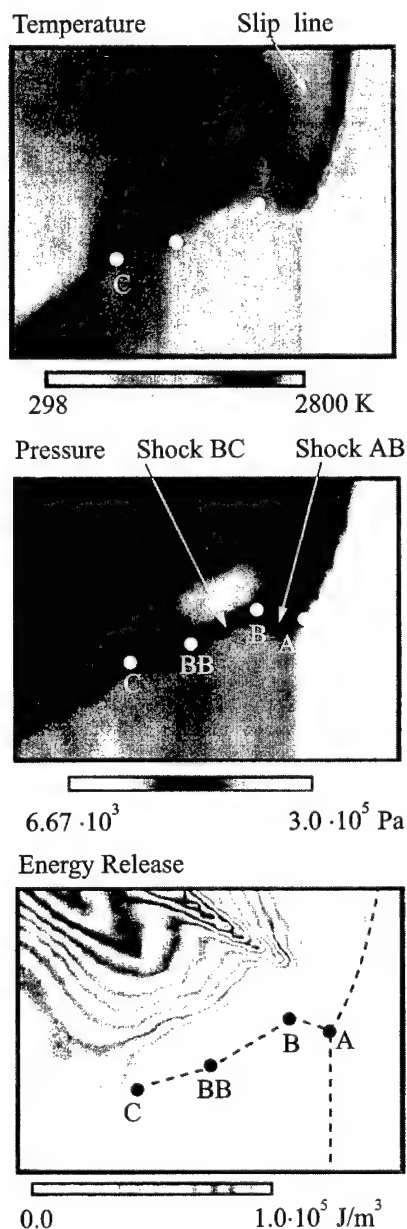 Temperature Slip line
C
298 2800 K
Pressure Shock BC Shock AB
B
A
BB
C
6.67 ·10³ 3.0 ·10⁵ Pa
Energy Release
B
A
BB
C
0.0 1.0·10⁵ J/m³